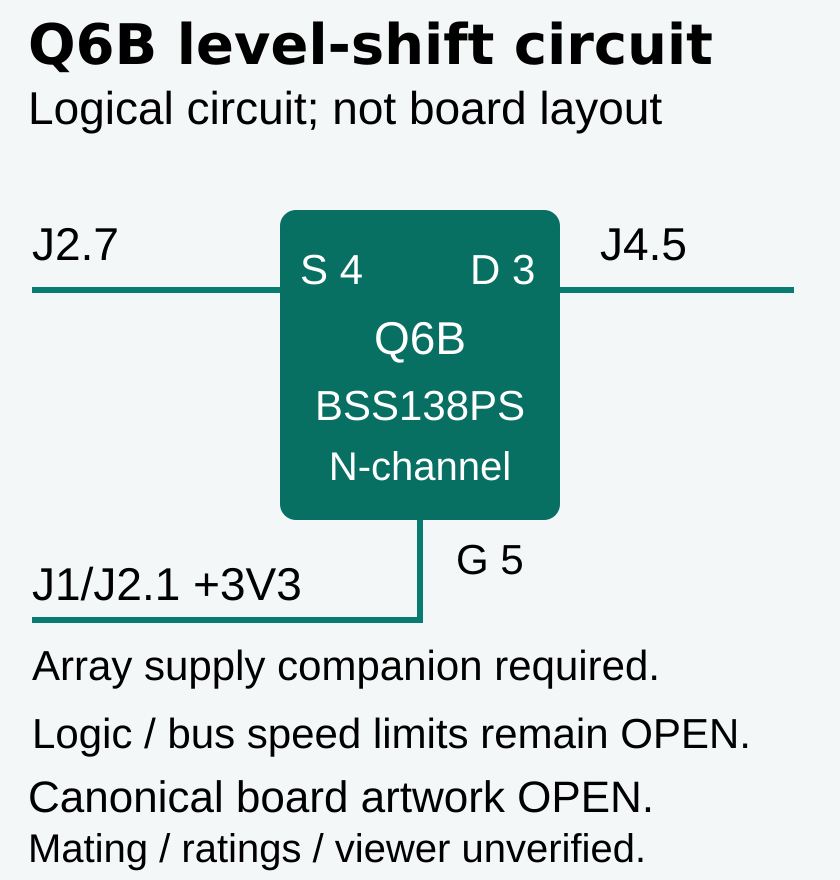 Q6B level-shift circuit
Logical circuit; not board layout
J2.7
J4.5
S 4
D 3
Q6B
BSS138PS
N-channel
G 5
J1/J2.1 +3V3
Array supply companion required.
Logic / bus speed limits remain OPEN.
Canonical board artwork OPEN.
Mating / ratings / viewer unverified.